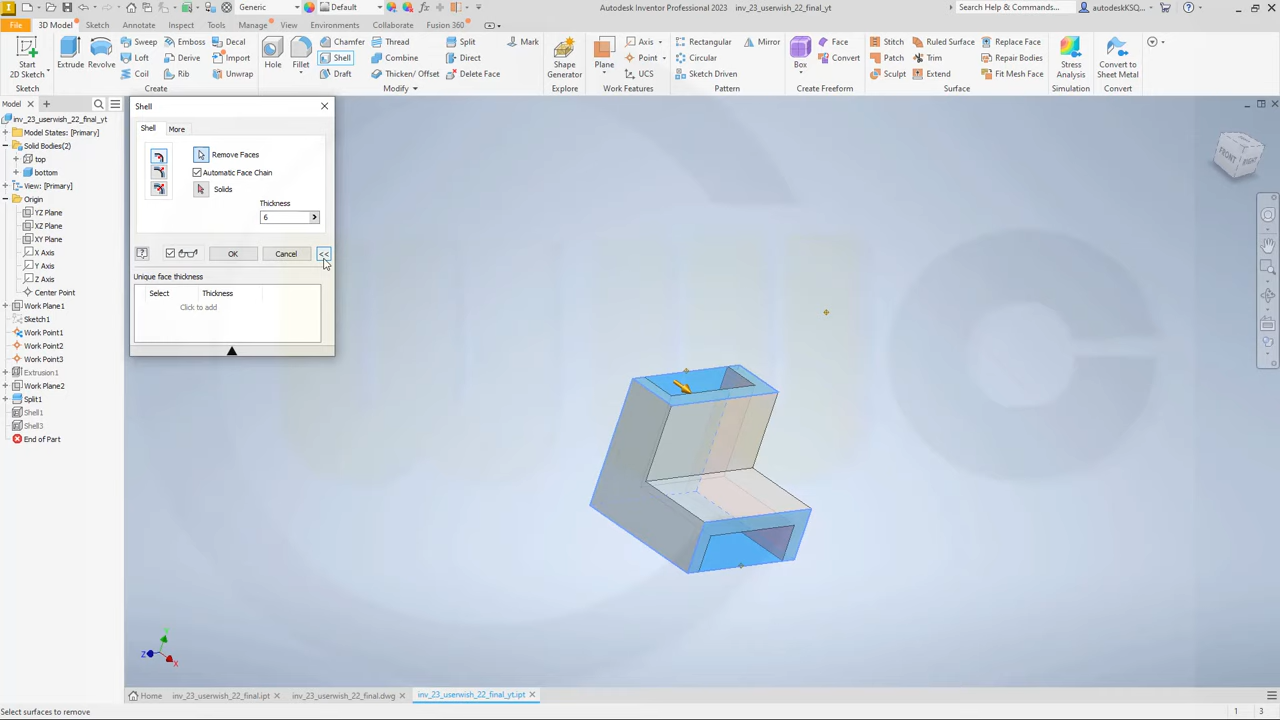 Generic
Default
Autodesk Inventor Professional 2023 inv_23_userwish_22_final_yt
Search Help & Commands...
autodeskKSQ...
File 3D Model Sketch Annotate Inspect Tools Manage View Environments Collaborate Fusion 360
Start
2D Sketch
Extrude
Revolve
Sweep
Loft
Coil
Emboss
Derive
Rib
Decal
Import
Unwrap
Hole
Fillet
Chamfer
Shell
Draft
Thread
Combine
Thicken/ Offset
Split
Direct
Delete Face
Mark
Shape
Generator
Plane
Axis
Point
UCS
Rectangular
Circular
Sketch Driven
Mirror
Box
Face
Convert
Stitch
Patch
Sculpt
Ruled Surface
Trim
Extend
Replace Face
Repair Bodies
Fit Mesh Face
Stress
Analysis
Convert to
Sheet Metal
Sketch
Create
Modify
Explore
Work Features
Pattern
Create Freeform
Surface
Simulation
Convert
Model
inv_23_userwish_22_final_yt
Model States: [Primary]
Solid Bodies(2)
top
bottom
View: [Primary]
Origin
YZ Plane
XZ Plane
XY Plane
X Axis
Y Axis
Z Axis
Center Point
Work Plane1
Sketch1
Work Point1
Work Point2
Work Point3
Extrusion1
Work Plane2
Split1
Shell1
Shell3
End of Part
Shell
Shell More
Remove Faces
Automatic Face Chain
Solids
Thickness
6
OK
Cancel
<<
Unique face thickness
Select Thickness
Click to add
FRONT
RIGHT
Y
Z
X
Home
inv_23_userwish_22_final.ipt
inv_23_userwish_22_final.dwg
inv_23_userwish_22_final_yt.ipt
Select surfaces to remove
1 3